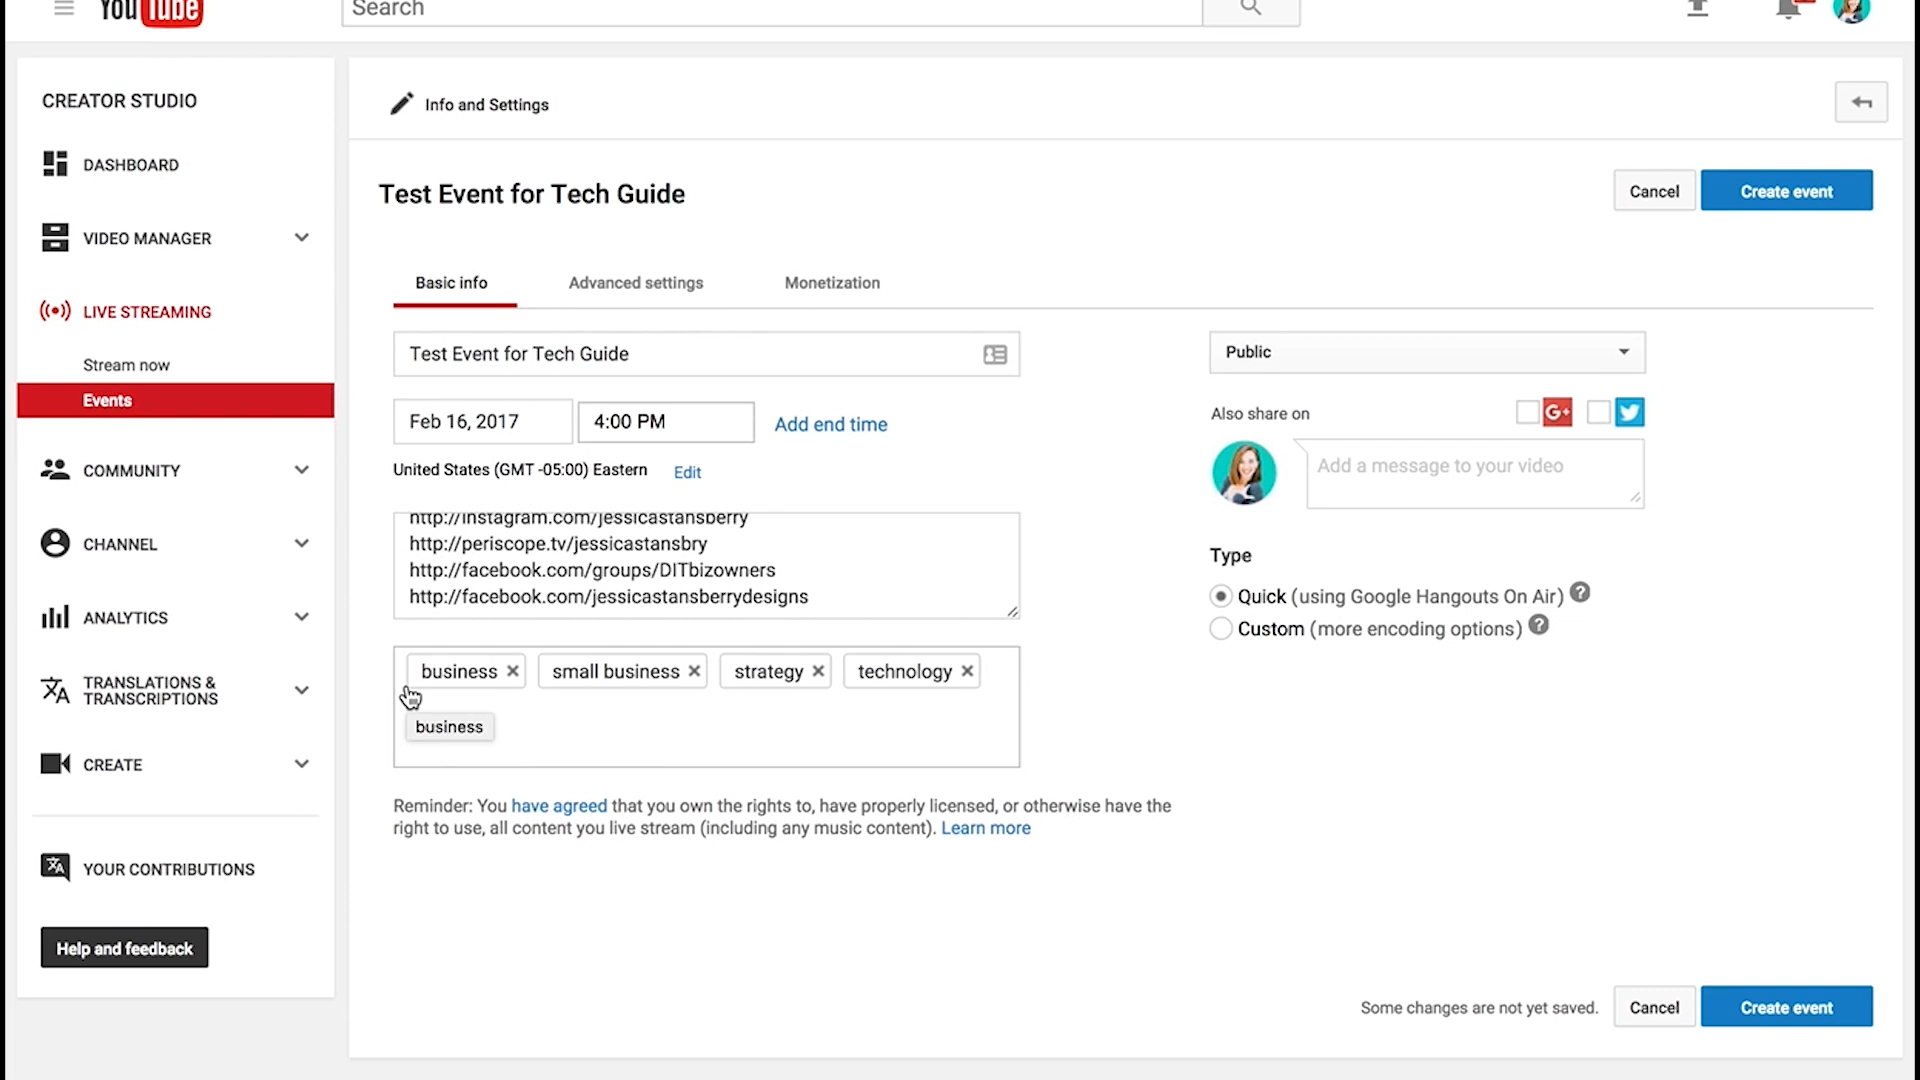 YouTube
Search
CREATOR STUDIO
DASHBOARD
VIDEO MANAGER
LIVE STREAMING
Stream now
Events
COMMUNITY
CHANNEL
ANALYTICS
TRANSLATIONS &
TRANSCRIPTIONS
CREATE
YOUR CONTRIBUTIONS
Help and feedback
Info and Settings
Test Event for Tech Guide
Cancel
Create event
Basic info
Advanced settings
Monetization
Test Event for Tech Guide
Feb 16, 2017
4:00 PM
Add end time
United States (GMT -05:00) Eastern
Edit
http://instagram.com/jessicastansberry
http://periscope.tv/jessicastansbry
http://facebook.com/groups/DITbizowners
http://facebook.com/jessicastansberrydesigns
business × small business × strategy × technology ×
business
Reminder: You have agreed that you own the rights to, have properly licensed, or otherwise have the
right to use, all content you live stream (including any music content). Learn more
Public
Also share on
G+
Add a message to your video
Type
Quick (using Google Hangouts On Air) ?
Custom (more encoding options) ?
Some changes are not yet saved.
Cancel
Create event